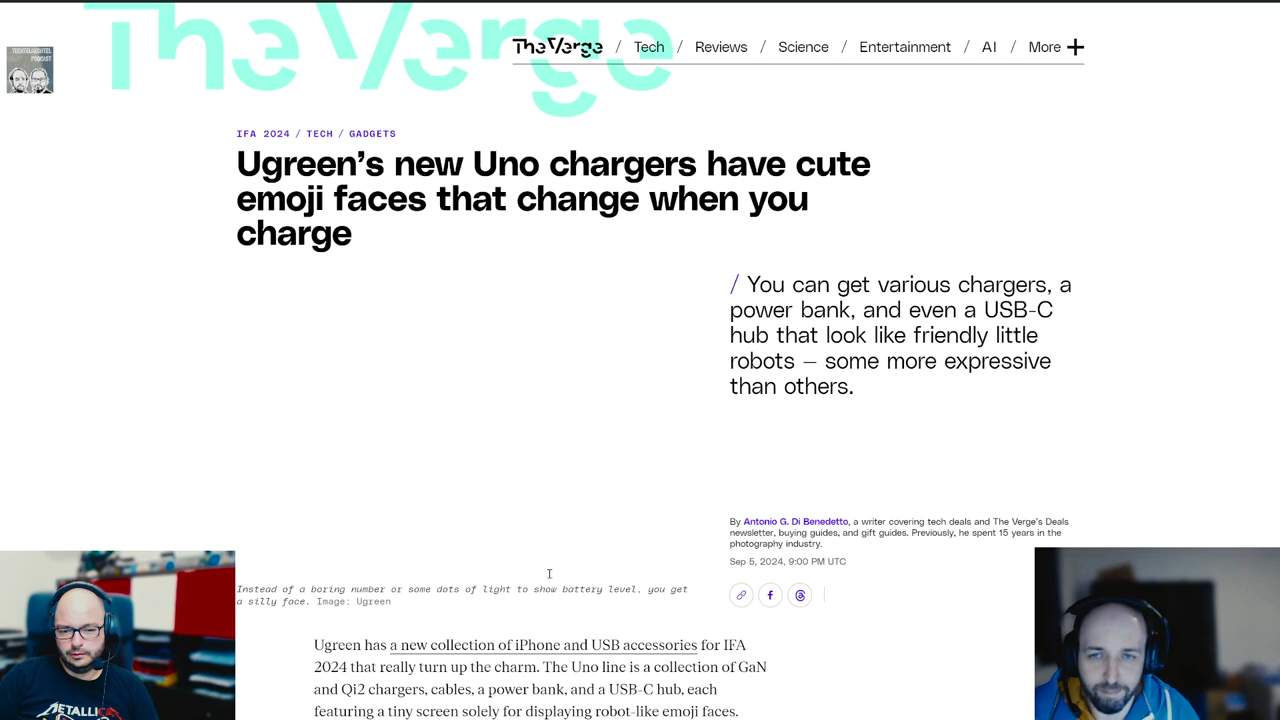 The Verge
TECHTELMECHTEL
PODCAST
The Verge / Tech / Reviews / Science / Entertainment / AI / More +
IFA 2024 / TECH / GADGETS
Ugreen's new Uno chargers have cute
emoji faces that change when you
charge
/ You can get various chargers, a
power bank, and even a USB-C
hub that look like friendly little
robots — some more expressive
than others.
By Antonio G. Di Benedetto, a writer covering tech deals and The Verge's Deals
newsletter, buying guides, and gift guides. Previously, he spent 15 years in the
photography industry.
Sep 5, 2024, 9:00 PM UTC
Instead of a boring number or some dots of light to show battery level, you get
a silly face. Image: Ugreen
Ugreen has a new collection of iPhone and USB accessories for IFA
2024 that really turn up the charm. The Uno line is a collection of GaN
and Qi2 chargers, cables, a power bank, and a USB-C hub, each
featuring a tiny screen solely for displaying robot-like emoji faces.
METALLICA